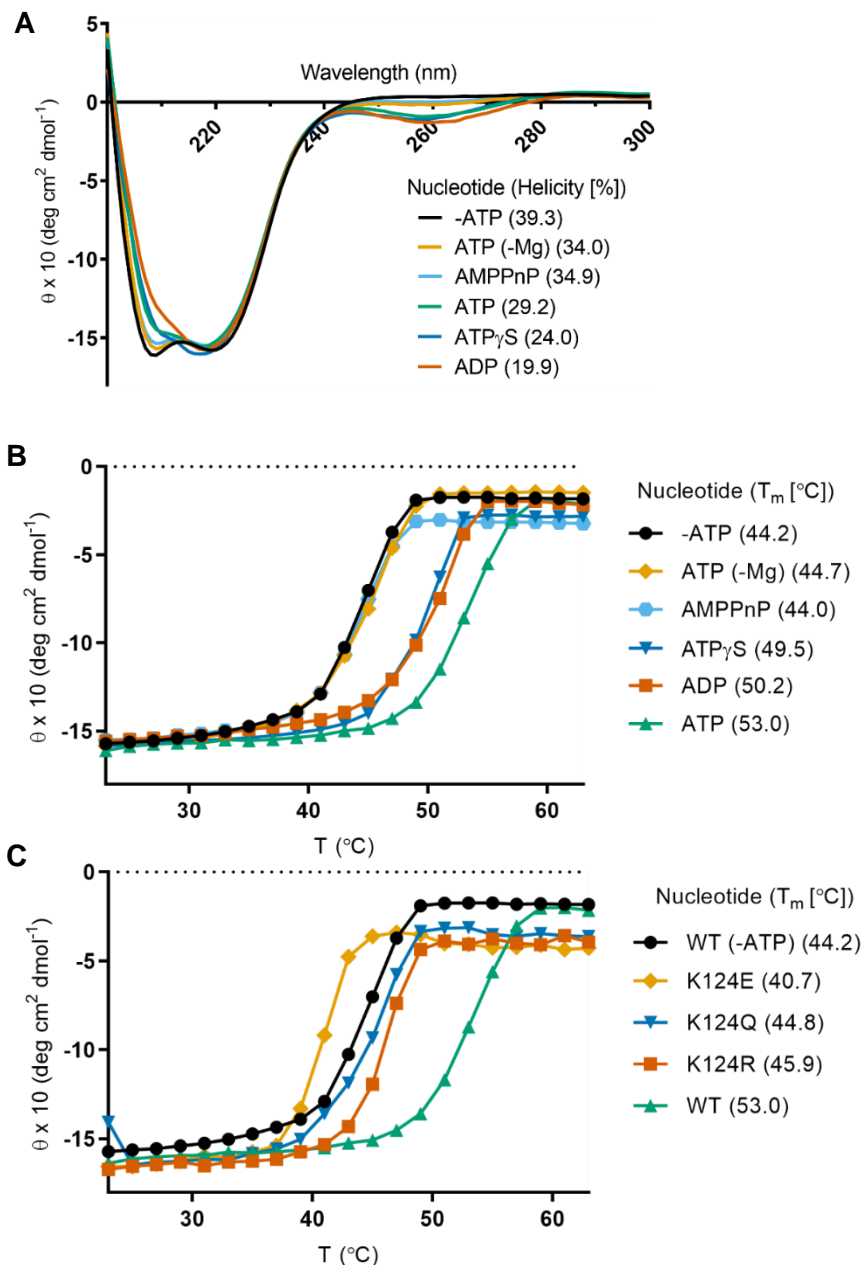 A
5
0
-5
-10
-15
θ x 10 (deg cm2 dmol-1)
Wavelength (nm)
220
240
260
280
300
Nucleotide (Helicity [%])
-ATP (39.3)
ATP (-Mg) (34.0)
AMPPnP (34.9)
ATP (29.2)
ATPγS (24.0)
ADP (19.9)
B
0
-5
-10
-15
θ x 10 (deg cm2 dmol-1)
30
40
50
60
T (°C)
Nucleotide (Tm [°C])
-ATP (44.2)
ATP (-Mg) (44.7)
AMPPnP (44.0)
ATPγS (49.5)
ADP (50.2)
ATP (53.0)
C
0
-5
-10
-15
θ x 10 (deg cm2 dmol-1)
30
40
50
60
T (°C)
Nucleotide (Tm [°C])
WT (-ATP) (44.2)
K124E (40.7)
K124Q (44.8)
K124R (45.9)
WT (53.0)